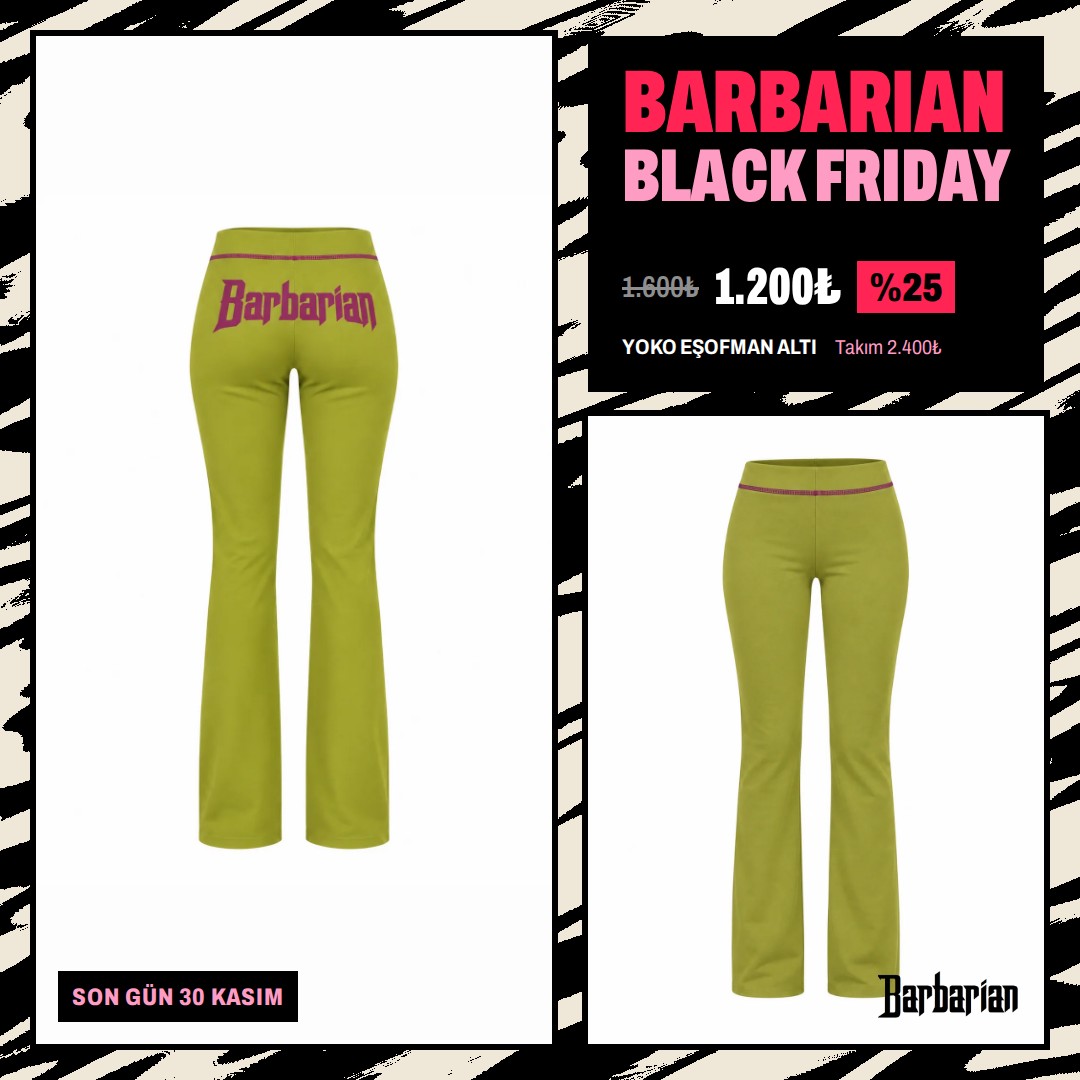 BARBARIAN
BLACK FRIDAY
1.600₺ 1.200₺ %25
YOKO EŞOFMAN ALTI Takım 2.400₺
Barbarian
SON GÜN 30 KASIM
Barbarian